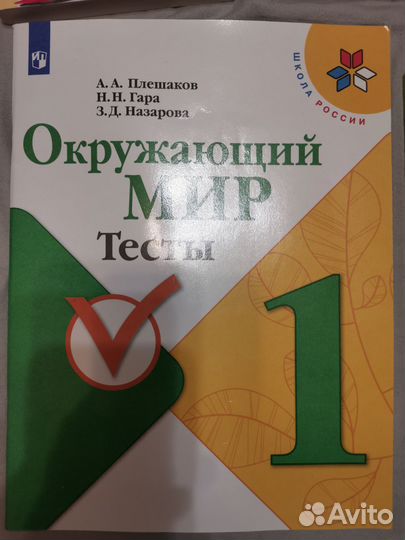 А. А. Плешаков
Н. Н. Гара
З. Д. Назарова
ШКОЛА РОССИИ
Окружающий
МИР
Тесты
1
Avito